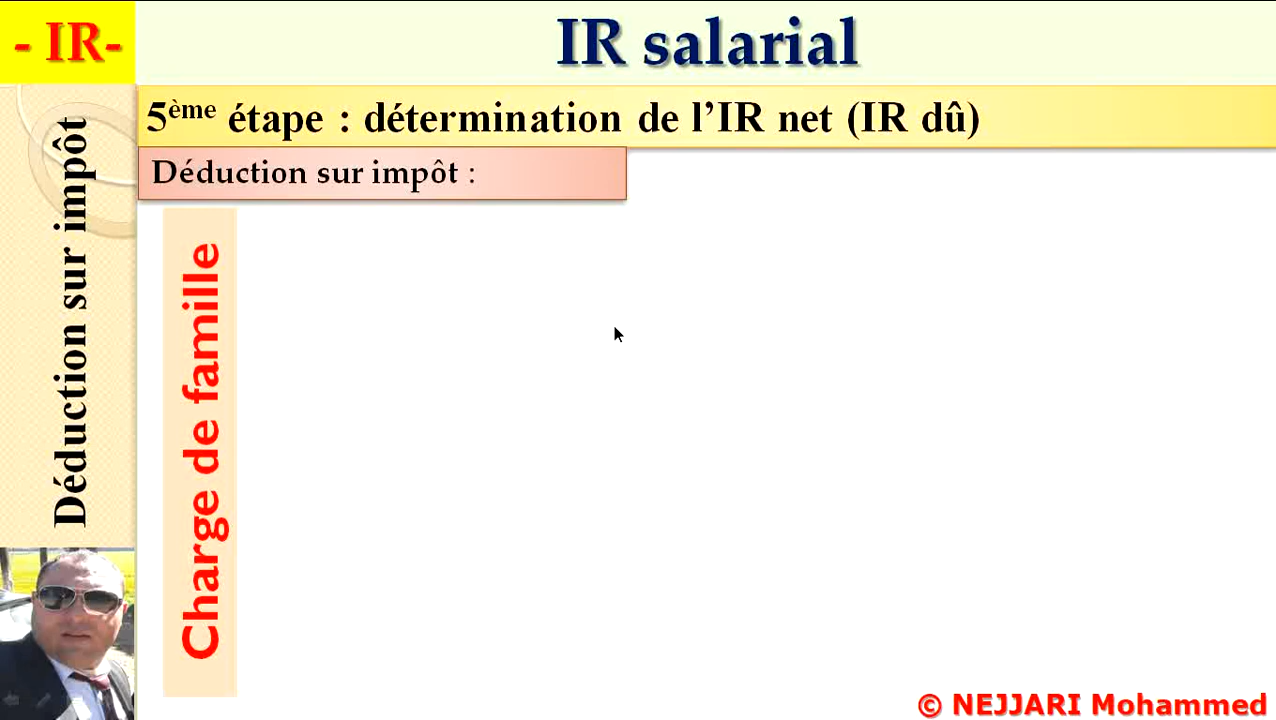 - IR-
IR salarial
5ème étape : détermination de l’IR net (IR dû)
Déduction sur impôt :
Déduction sur impôt
Charge de famille
© NEJJARI Mohammed